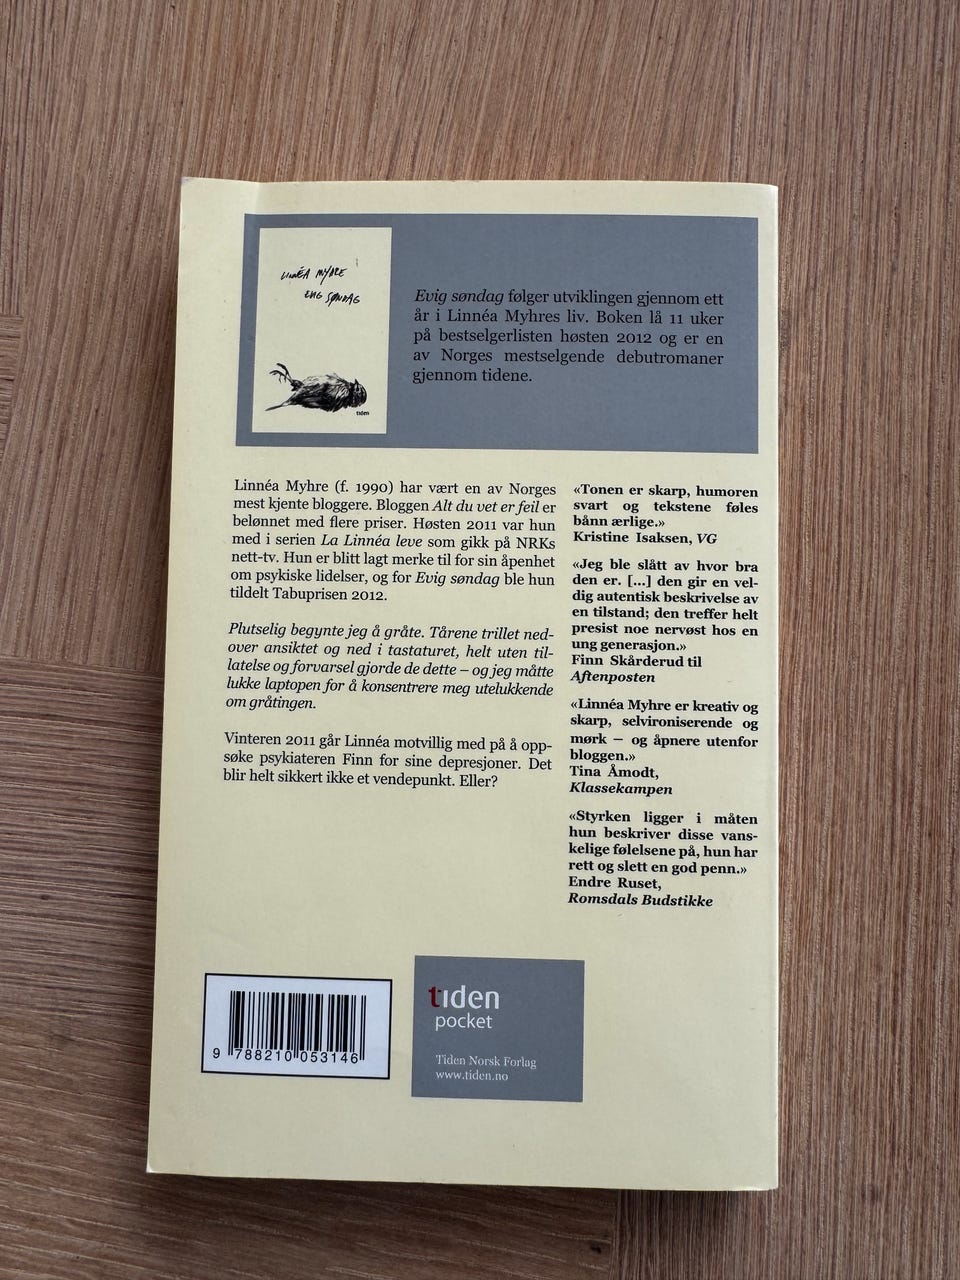 LINNÉA MYHRE
EVIG SØNDAG
tiden
Evig søndag følger utviklingen gjennom ett
år i Linnéa Myhres liv. Boken lå 11 uker
på bestselgerlisten høsten 2012 og er en
av Norges mestselgende debutromaner
gjennom tidene.
Linnéa Myhre (f. 1990) har vært en av Norges
mest kjente bloggere. Bloggen Alt du vet er feil er
belønnet med flere priser. Høsten 2011 var hun
med i serien La Linnéa leve som gikk på NRKs
nett-tv. Hun er blitt lagt merke til for sin åpenhet
om psykiske lidelser, og for Evig søndag ble hun
tildelt Tabuprisen 2012.
Plutselig begynte jeg å gråte. Tårene trillet ned-
over ansiktet og ned i tastaturet, helt uten til-
latelse og forvarsel gjorde de dette – og jeg måtte
lukke laptopen for å konsentrere meg utelukkende
om gråtingen.
Vinteren 2011 går Linnéa motvillig med på å opp-
søke psykiateren Finn for sine depresjoner. Det
blir helt sikkert ikke et vendepunkt. Eller?
«Tonen er skarp, humoren
svart og tekstene føles
bånn ærlige.»
Kristine Isaksen, VG
«Jeg ble slått av hvor bra
den er. [...] den gir en vel-
dig autentisk beskrivelse av
en tilstand; den treffer helt
presist noe nervøst hos en
ung generasjon.»
Finn Skårderud til
Aftenposten
«Linnéa Myhre er kreativ og
skarp, selvironiserende og
mørk – og åpnere utenfor
bloggen.»
Tina Åmodt,
Klassekampen
«Styrken ligger i måten
hun beskriver disse vans-
kelige følelsene på, hun har
rett og slett en god penn.»
Endre Ruset,
Romsdals Budstikke
9 788210 053146
tiden
pocket
Tiden Norsk Forlag
www.tiden.no